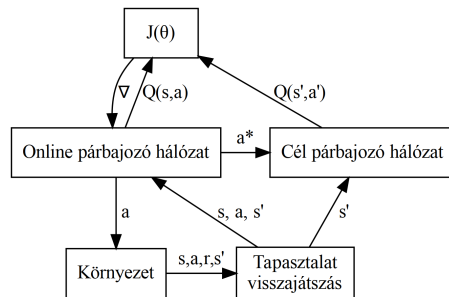 J(θ)
∇
Q(s,a)
Q(s',a')
Online párbajozó hálózat
a*
Cél párbajozó hálózat
a
s, a, s'
s'
Környezet
s,a,r,s'
Tapasztalat
visszajátszás